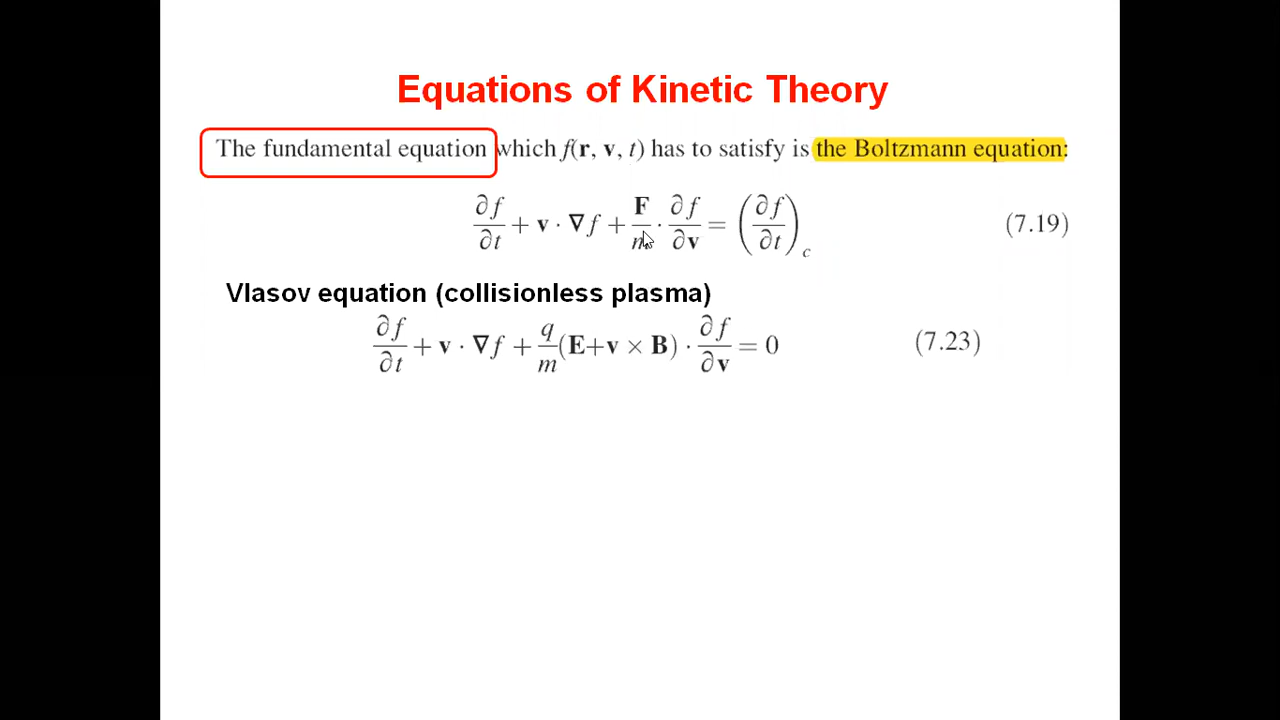 Equations of Kinetic Theory
The fundamental equation which f(r, v, t) has to satisfy is the Boltzmann equation:
∂f/∂t + v · ∇f + F/m · ∂f/∂v = (∂f/∂t)c (7.19)
Vlasov equation (collisionless plasma)
∂f/∂t + v · ∇f + q/m (E+v × B) · ∂f/∂v = 0 (7.23)